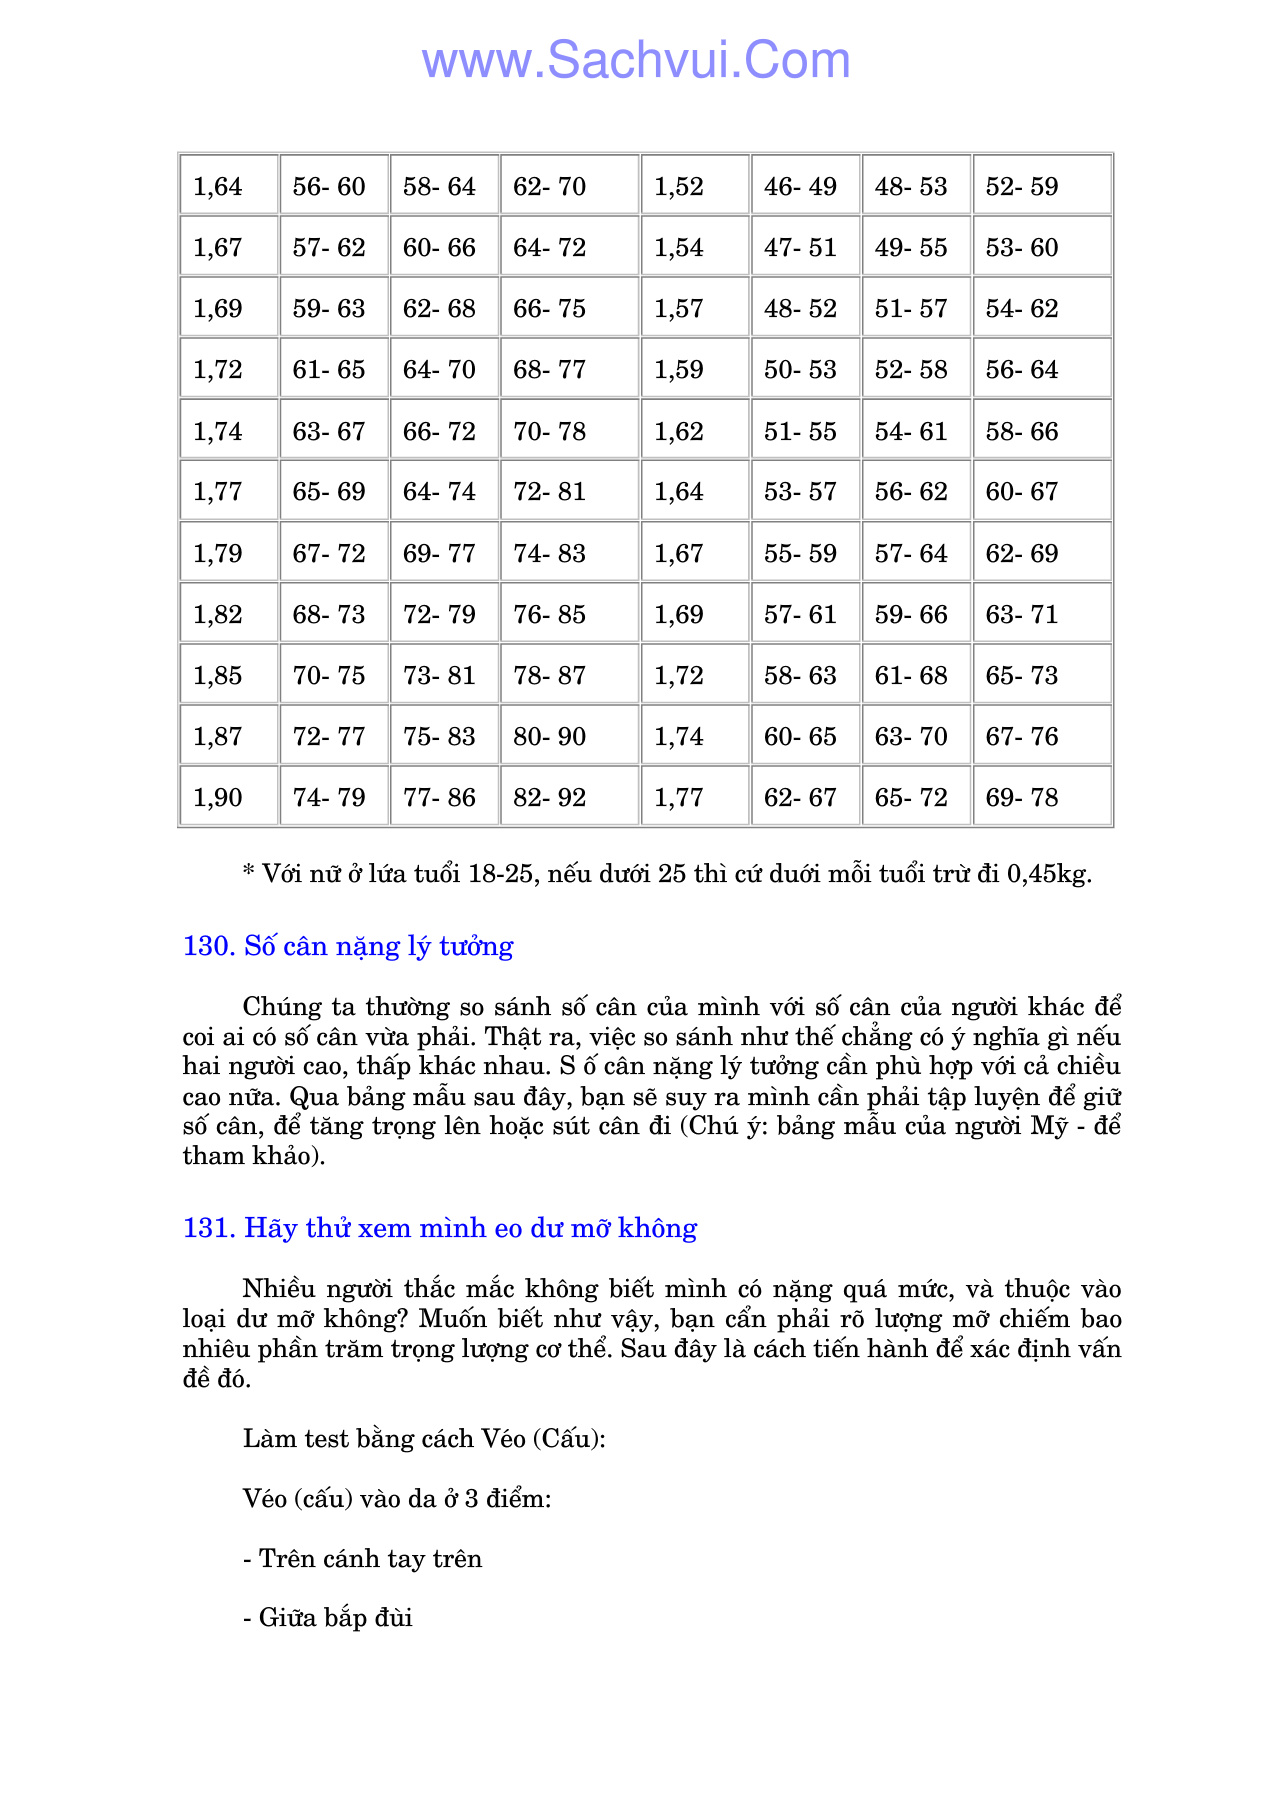 www.Sachvui.Com
1,64 56- 60 58- 64 62- 70 1,52 46- 49 48- 53 52- 59
1,67 57- 62 60- 66 64- 72 1,54 47- 51 49- 55 53- 60
1,69 59- 63 62- 68 66- 75 1,57 48- 52 51- 57 54- 62
1,72 61- 65 64- 70 68- 77 1,59 50- 53 52- 58 56- 64
1,74 63- 67 66- 72 70- 78 1,62 51- 55 54- 61 58- 66
1,77 65- 69 64- 74 72- 81 1,64 53- 57 56- 62 60- 67
1,79 67- 72 69- 77 74- 83 1,67 55- 59 57- 64 62- 69
1,82 68- 73 72- 79 76- 85 1,69 57- 61 59- 66 63- 71
1,85 70- 75 73- 81 78- 87 1,72 58- 63 61- 68 65- 73
1,87 72- 77 75- 83 80- 90 1,74 60- 65 63- 70 67- 76
1,90 74- 79 77- 86 82- 92 1,77 62- 67 65- 72 69- 78
* Với nữ ở lứa tuổi 18-25, nếu dưới 25 thì cứ duới mỗi tuổi trừ đi 0,45kg.
130. Số cân nặng lý tưởng
Chúng ta thường so sánh số cân của mình với số cân của người khác để
coi ai có số cân vừa phải. Thật ra, việc so sánh như thế chẳng có ý nghĩa gì nếu
hai người cao, thấp khác nhau. S ố cân nặng lý tưởng cần phù hợp với cả chiều
cao nữa. Qua bảng mẫu sau đây, bạn sẽ suy ra mình cần phải tập luyện để giữ
số cân, để tăng trọng lên hoặc sút cân đi (Chú ý: bảng mẫu của người Mỹ - để
tham khảo).
131. Hãy thử xem mình eo dư mỡ không
Nhiều người thắc mắc không biết mình có nặng quá mức, và thuộc vào
loại dư mỡ không? Muốn biết như vậy, bạn cẩn phải rõ lượng mỡ chiếm bao
nhiêu phần trăm trọng lượng cơ thể. Sau đây là cách tiến hành để xác định vấn
đề đó.
Làm test bằng cách Véo (Cấu):
Véo (cấu) vào da ở 3 điểm:
- Trên cánh tay trên
- Giữa bắp đùi